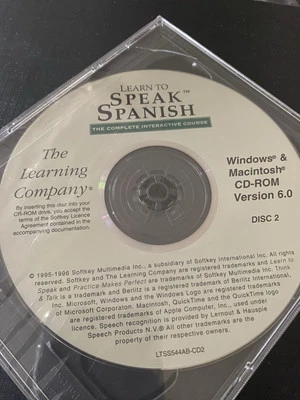 LEARN TO
SPEAK™
SPANISH
THE COMPLETE INTERACTIVE COURSE
The
Learning
Company®
By inserting this disc into your
CR-ROM drive, you accept the
terms of the Softkey Licence
Agreement contained in the
accompanying documentation.
Windows® &
Macintosh®
CD-ROM
Version 6.0
DISC 2
© 1995-1996 Softkey Multimedia Inc., a subsidiary of Softkey International Inc. All rights
reserved. Softkey and The Learning Company are registered trademarks and Learn to
Speak and Practice Makes Perfect are trademarks of Softkey Multimedia Inc. Think
& Talk is a trademark and Berlitz is a registered trademark of Berlitz International,
Inc. Microsoft, Windows and the Windows Logo are registered trademarks
of Microsoft Corporation. Macintosh, QuickTime and the QuickTime logo
are registered trademarks of Apple Computer, Inc., used under
licence. Speech recognition is provided by Lernout & Hauspie
Speech Products N.V.® All other trademarks are the
property of their respective owners.
LTSS544AB-CD2